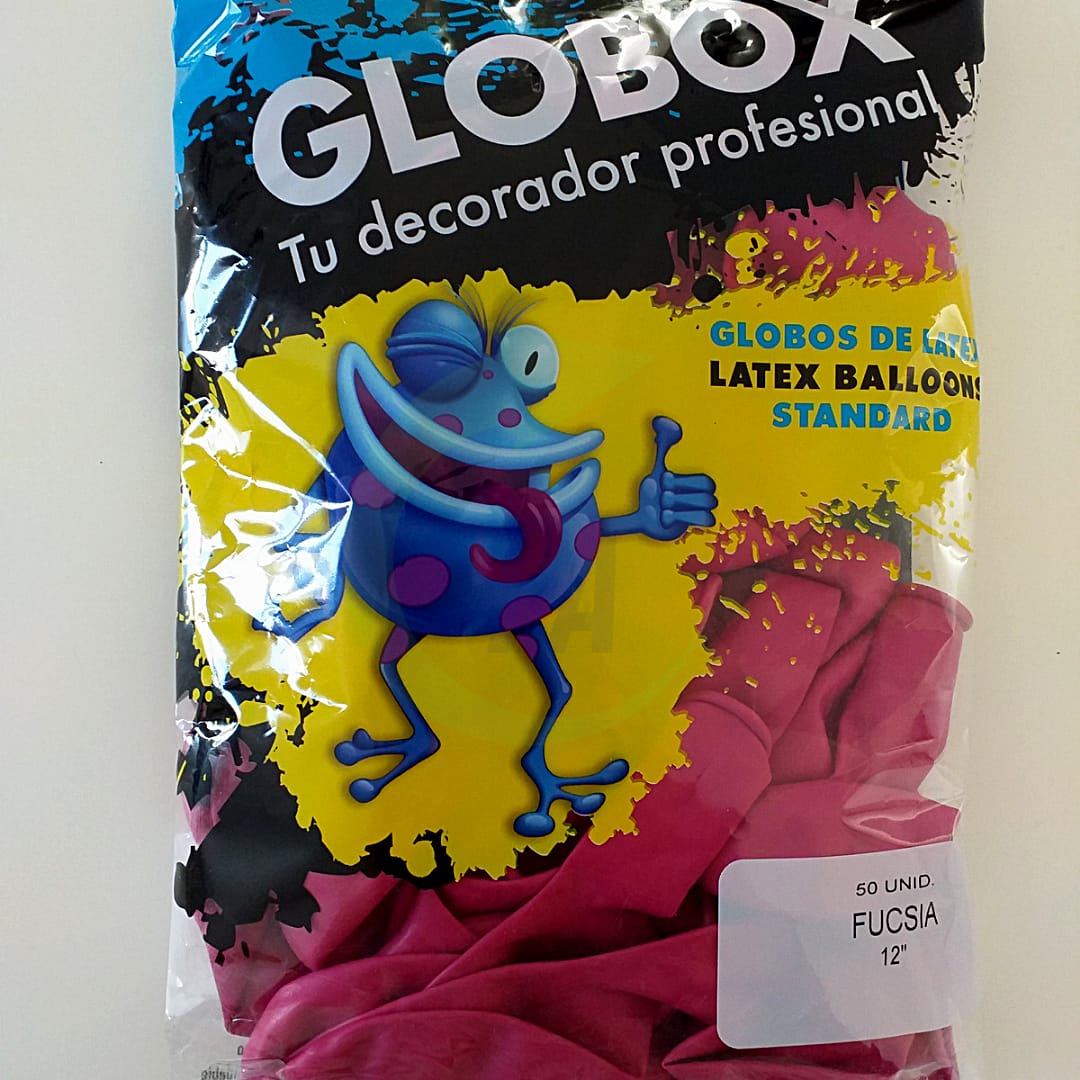 GLOBOX
Tu decorador profesional
GLOBOS DE LATEX
LATEX BALLOONS
STANDARD
50 UNID.
FUCSIA
12"